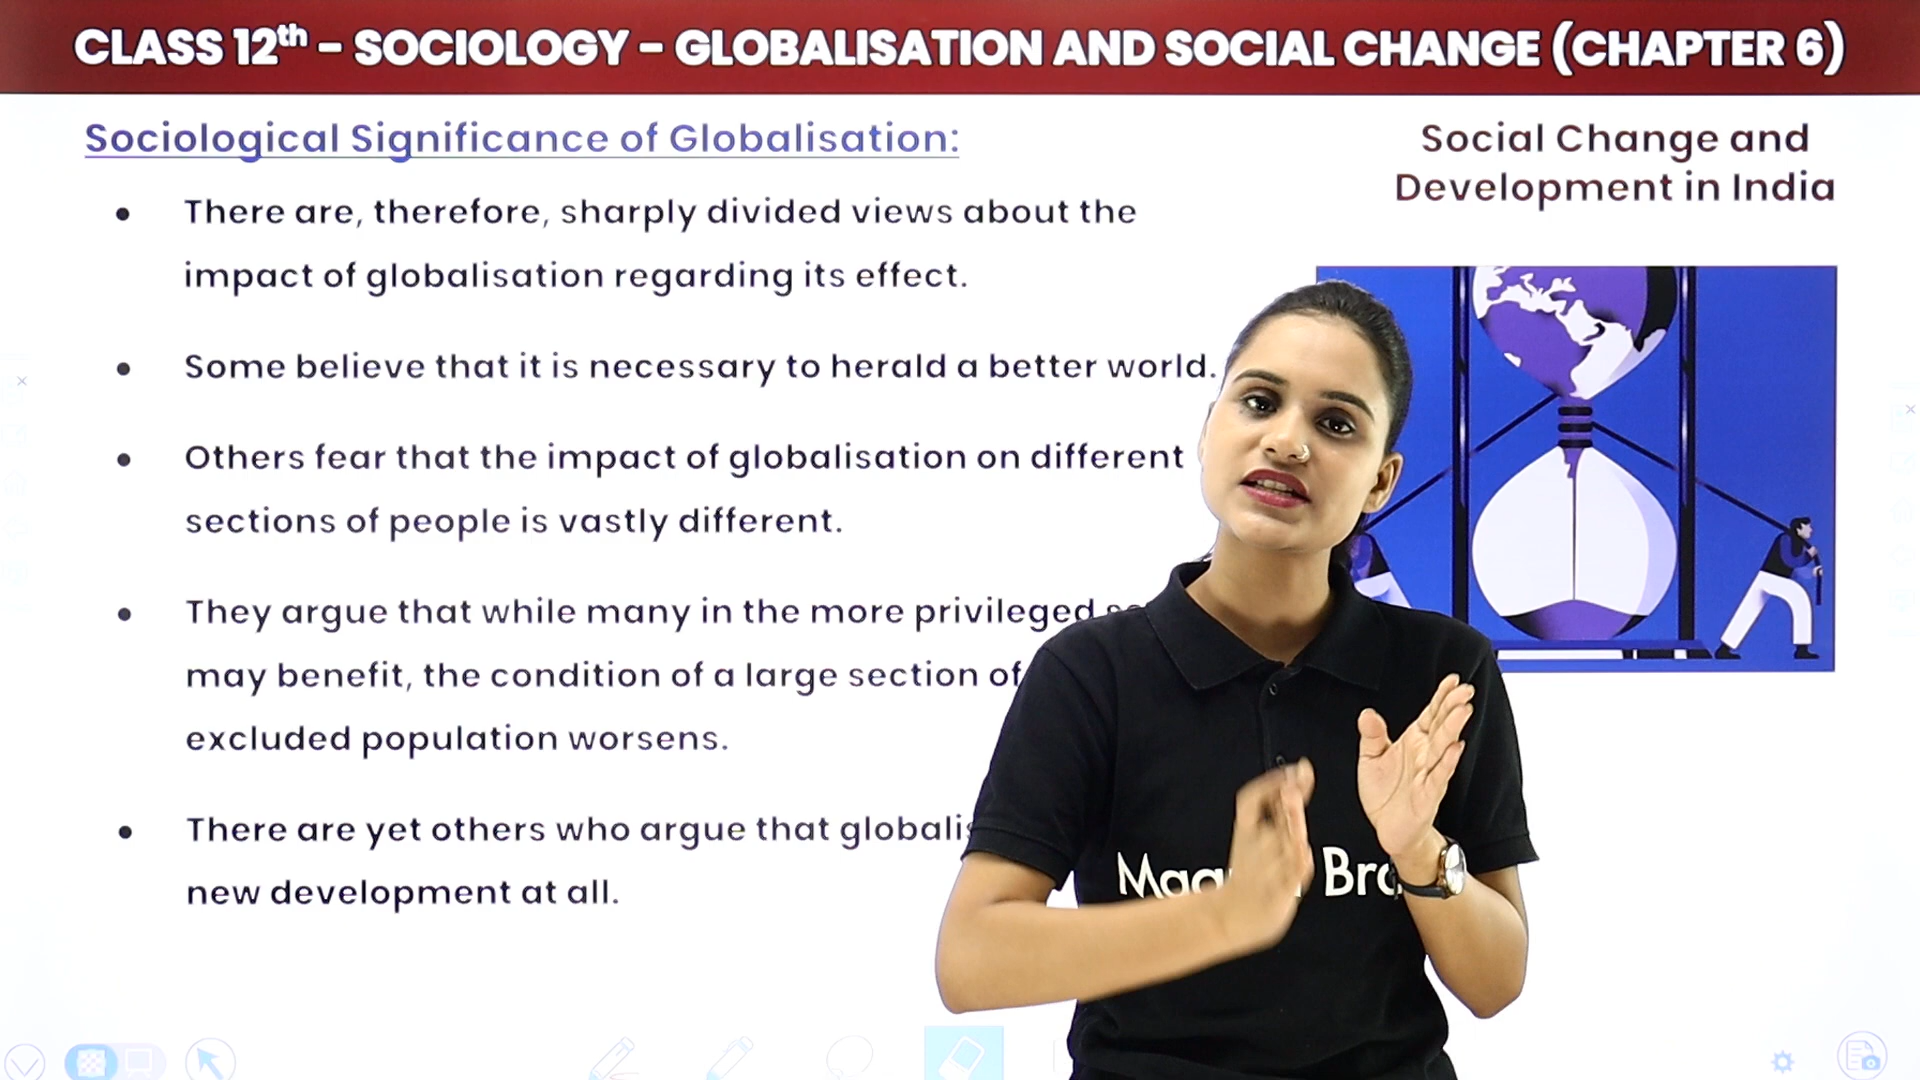 CLASS 12th – SOCIOLOGY – GLOBALISATION AND SOCIAL CHANGE (CHAPTER 6)
Sociological Significance of Globalisation:
Social Change and
Development in India
• There are, therefore, sharply divided views about the
impact of globalisation regarding its effect.
• Some believe that it is necessary to herald a better world.
• Others fear that the impact of globalisation on different
sections of people is vastly different.
• They argue that while many in the more privileged
may benefit, the condition of a large section of
excluded population worsens.
• There are yet others who argue that
new development at all.